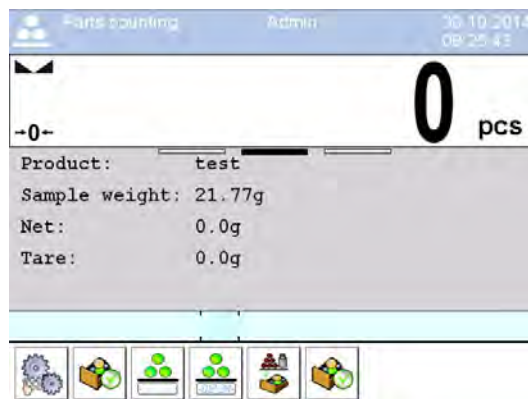 Parts counting Admin 30.10.2014
09:25:43
0 pcs
→0←
Product: test
Sample weight: 21.77g
Net: 0.0g
Tare: 0.0g